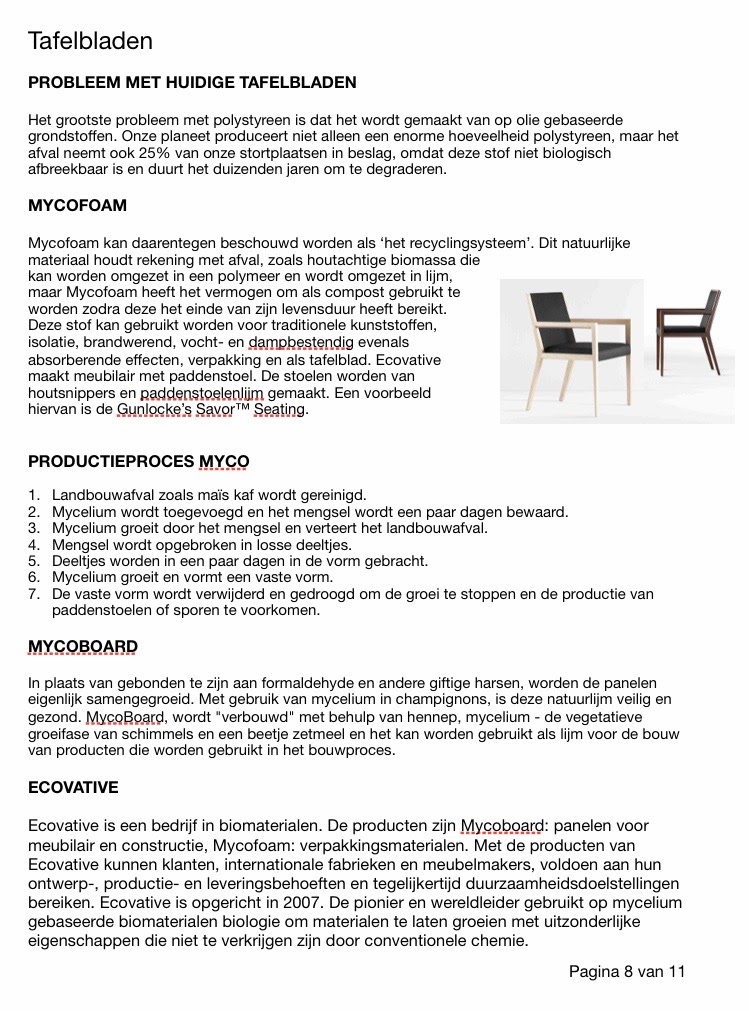 Tafelbladen
PROBLEEM MET HUIDIGE TAFELBLADEN
Het grootste probleem met polystyreen is dat het wordt gemaakt van op olie gebaseerde
grondstoffen. Onze planeet produceert niet alleen een enorme hoeveelheid polystyreen, maar het
afval neemt ook 25% van onze stortplaatsen in beslag, omdat deze stof niet biologisch
afbreekbaar is en duurt het duizenden jaren om te degraderen.
MYCOFOAM
Mycofoam kan daarentegen beschouwd worden als ‘het recyclingsysteem’. Dit natuurlijke
materiaal houdt rekening met afval, zoals houtachtige biomassa die
kan worden omgezet in een polymeer en wordt omgezet in lijm,
maar Mycofoam heeft het vermogen om als compost gebruikt te
worden zodra deze het einde van zijn levensduur heeft bereikt.
Deze stof kan gebruikt worden voor traditionele kunststoffen,
isolatie, brandwerend, vocht- en dampbestendig evenals
absorberende effecten, verpakking en als tafelblad. Ecovative
maakt meubilair met paddenstoel. De stoelen worden van
houtsnippers en paddenstoelenlijm gemaakt. Een voorbeeld
hiervan is de Gunlocke’s Savor™ Seating.
PRODUCTIEPROCES MYCO
1. Landbouwafval zoals maïs kaf wordt gereinigd.
2. Mycelium wordt toegevoegd en het mengsel wordt een paar dagen bewaard.
3. Mycelium groeit door het mengsel en verteert het landbouwafval.
4. Mengsel wordt opgebroken in losse deeltjes.
5. Deeltjes worden in een paar dagen in de vorm gebracht.
6. Mycelium groeit en vormt een vaste vorm.
7. De vaste vorm wordt verwijderd en gedroogd om de groei te stoppen en de productie van
paddenstoelen of sporen te voorkomen.
MYCOBOARD
In plaats van gebonden te zijn aan formaldehyde en andere giftige harsen, worden de panelen
eigenlijk samengegroeid. Met gebruik van mycelium in champignons, is deze natuurlijm veilig en
gezond. MycoBoard, wordt "verbouwd" met behulp van hennep, mycelium - de vegetatieve
groeifase van schimmels en een beetje zetmeel en het kan worden gebruikt als lijm voor de bouw
van producten die worden gebruikt in het bouwproces.
ECOVATIVE
Ecovative is een bedrijf in biomaterialen. De producten zijn Mycoboard: panelen voor
meubilair en constructie, Mycofoam: verpakkingsmaterialen. Met de producten van
Ecovative kunnen klanten, internationale fabrieken en meubelmakers, voldoen aan hun
ontwerp-, productie- en leveringsbehoeften en tegelijkertijd duurzaamheidsdoelstellingen
bereiken. Ecovative is opgericht in 2007. De pionier en wereldleider gebruikt op mycelium
gebaseerde biomaterialen biologie om materialen te laten groeien met uitzonderlijke
eigenschappen die niet te verkrijgen zijn door conventionele chemie.
Pagina 8 van 11